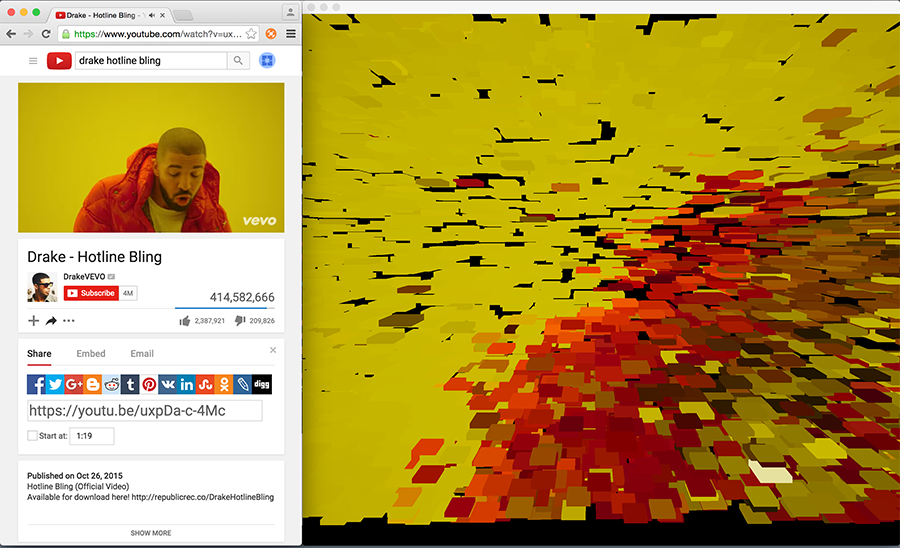 Drake - Hotline Bling -
https://www.youtube.com/watch?v=ux...
drake hotline bling
vevo
Drake - Hotline Bling
DrakeVEVO
Subscribe 4M
414,582,666
2,387,921 209,826
Share Embed Email
digg
https://youtu.be/uxpDa-c-4Mc
Start at: 1:19
Published on Oct 26, 2015
Hotline Bling (Official Video)
Available for download here! http://republicrec.co/DrakeHotlineBling
SHOW MORE